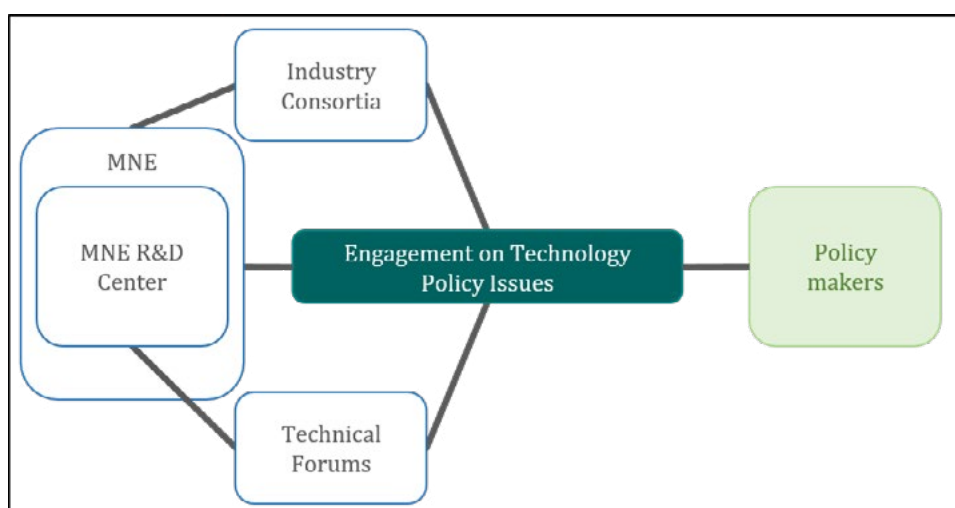 Industry
Consortia
MNE
MNE R&D
Center
Engagement on Technology
Policy Issues
Policy
makers
Technical
Forums